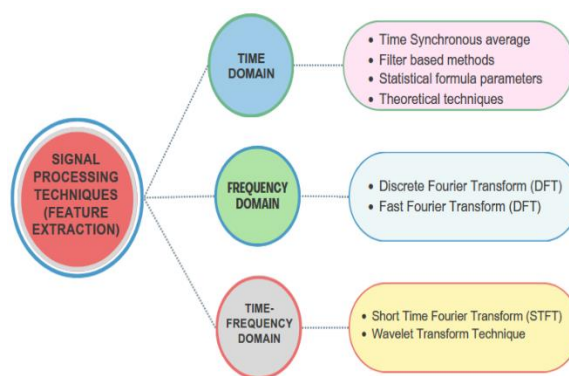 SIGNAL
PROCESSING
TECHNIQUES
(FEATURE
EXTRACTION)
TIME
DOMAIN
• Time Synchronous average
• Filter based methods
• Statistical formula parameters
• Theoretical techniques
FREQUENCY
DOMAIN
• Discrete Fourier Transform (DFT)
• Fast Fourier Transform (DFT)
TIME-
FREQUENCY
DOMAIN
• Short Time Fourier Transform (STFT)
• Wavelet Transform Technique